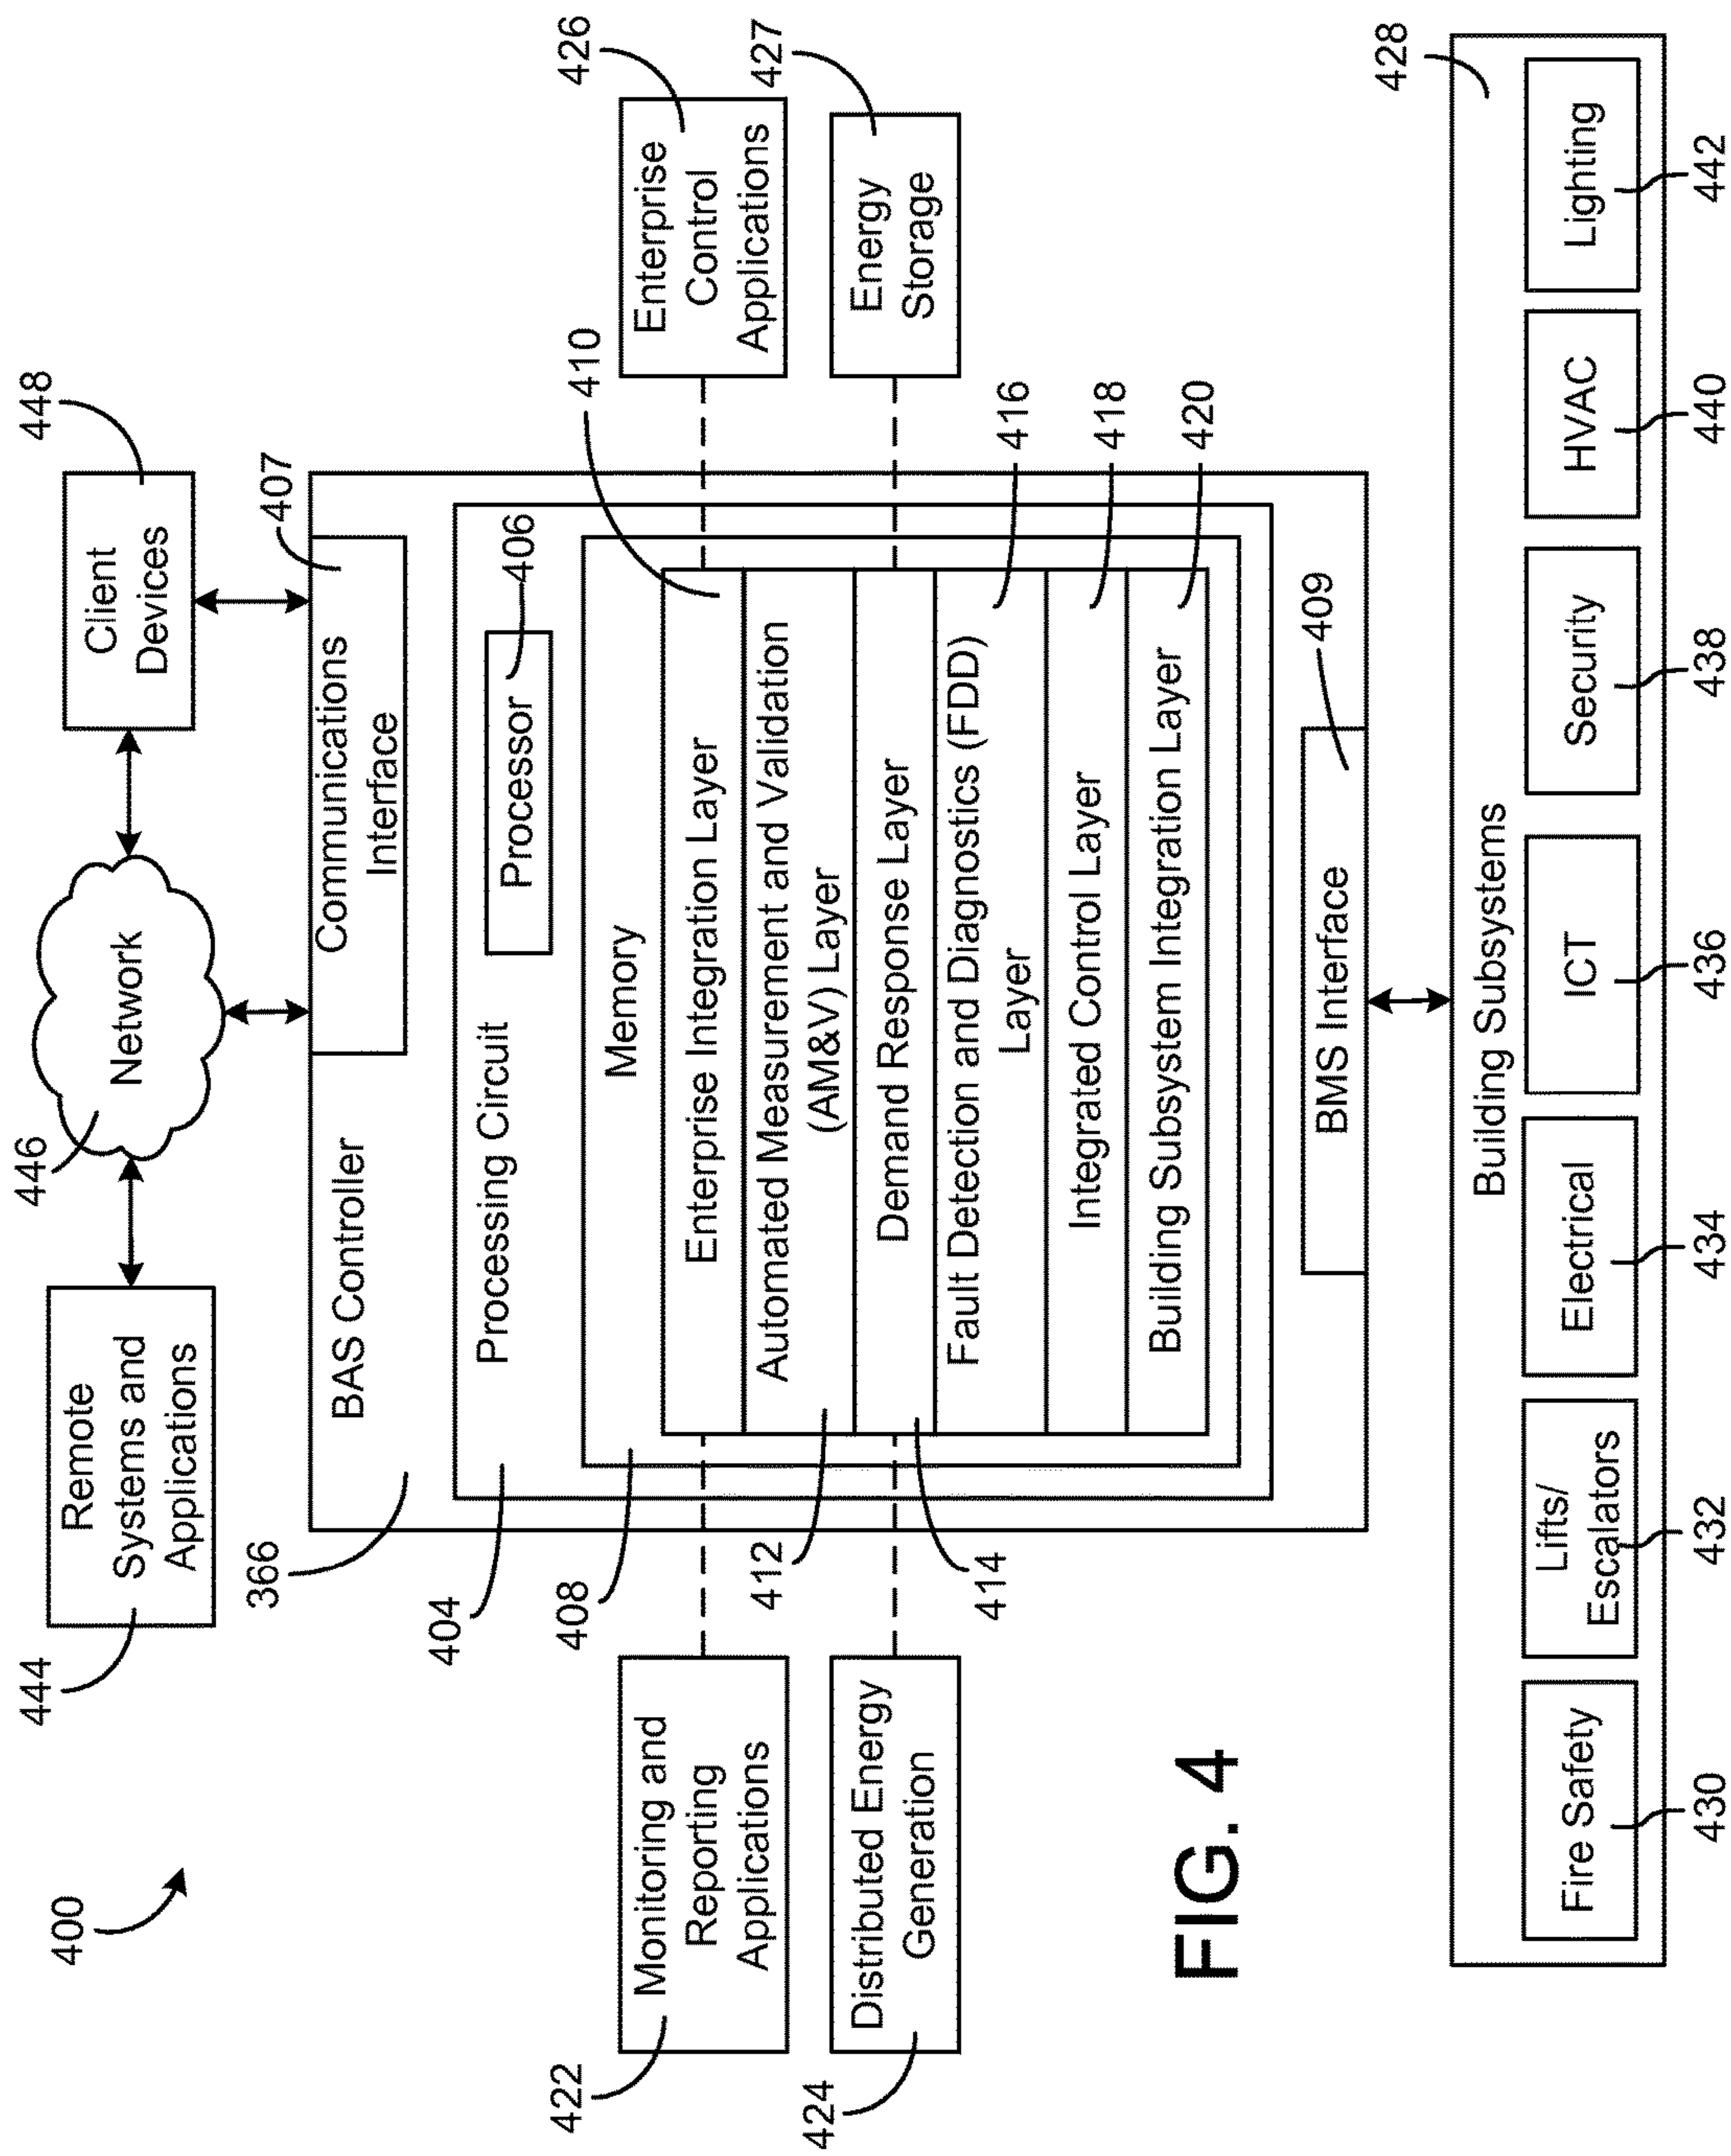 400
444
Remote
Systems and
Applications
446
Network
Client
Devices
448
366
BAS Controller
Communications
Interface
407
404
Processing Circuit
Processor
406
408
Memory
410
Enterprise Integration Layer
Automated Measurement and Validation
(AM&V) Layer
412
Demand Response Layer
414
Fault Detection and Diagnostics (FDD)
Layer
416
Integrated Control Layer
418
Building Subsystem Integration Layer
420
422
Monitoring and
Reporting
Applications
424
Distributed Energy
Generation
Enterprise
Control
Applications
426
Energy
Storage
427
BMS Interface
409
FIG. 4
Building Subsystems
428
Fire Safety
Lifts/
Escalators
Electrical
ICT
Security
HVAC
Lighting
430
432
434
436
438
440
442